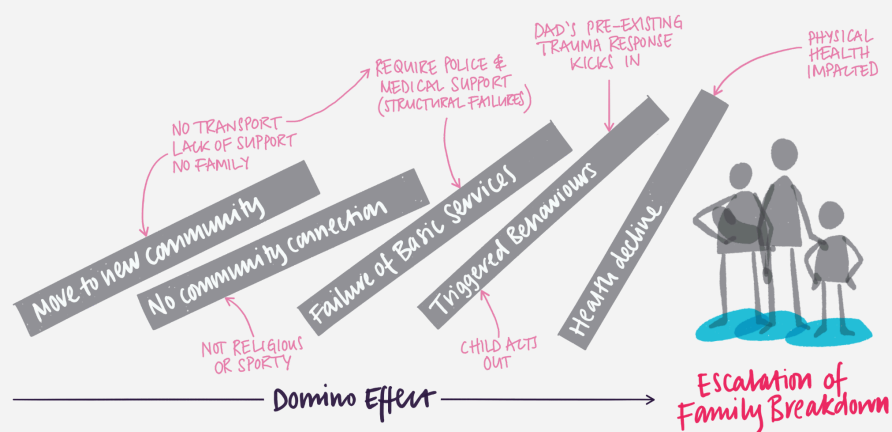 NO TRANSPORT
LACK OF SUPPORT
NO FAMILY
REQUIRE POLICE &
MEDICAL SUPPORT
(STRUCTURAL FAILURES)
DAD'S PRE-EXISTING
TRAUMA RESPONSE
KICKS IN
PHYSICAL
HEALTH
IMPACTED
Move to new community
No community connection
Failure of Basic Services
Triggered Behaviours
Health decline
NOT RELIGIOUS
OR SPORTY
CHILD ACTS
OUT
Domino Effect
Escalation of
Family Breakdown